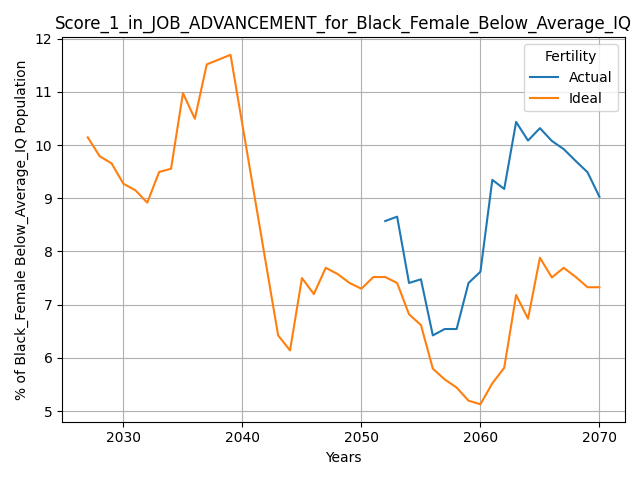 Score_1_in_JOB_ADVANCEMENT_for_Black_Female_Below_Average_IQ
% of Black_Female Below_Average_IQ Population
12
11
10
9
8
7
6
5
Fertility
Actual
Ideal
2030 2040 2050 2060 2070
Years